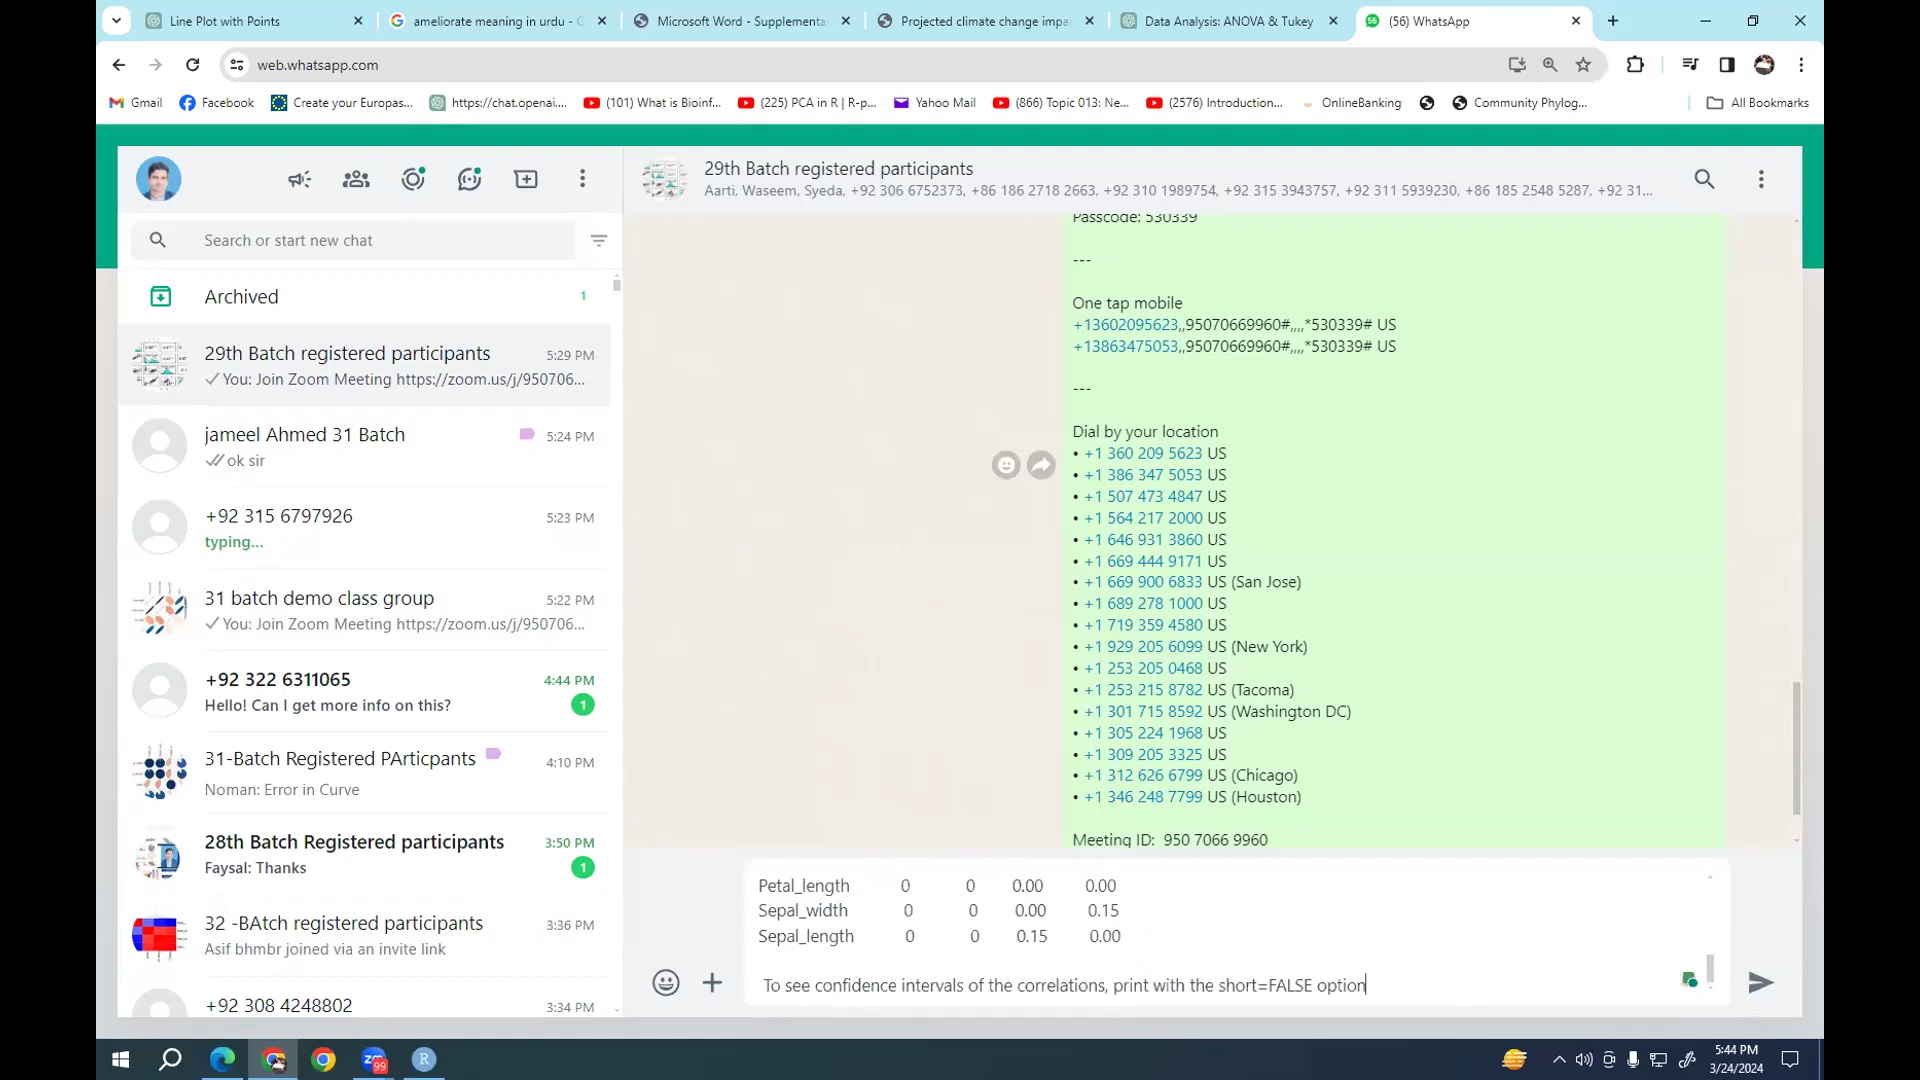 Line Plot with Points
ameliorate meaning in urdu - G
Microsoft Word - Supplementa
Projected climate change impa
Data Analysis: ANOVA & Tukey
(56) WhatsApp
web.whatsapp.com
Gmail
Facebook
Create your Europas...
https://chat.openai....
(101) What is Bioinf...
(225) PCA in R | R-p...
Yahoo Mail
(866) Topic 013: Ne...
(2576) Introduction...
OnlineBanking
Community Phylog...
All Bookmarks
29th Batch registered participants
Aarti, Waseem, Syeda, +92 306 6752373, +86 186 2718 2663, +92 310 1989754, +92 315 3943757, +92 311 5939230, +86 185 2548 5287, +92 31...
Search or start new chat
Archived
1
29th Batch registered participants
5:29 PM
You: Join Zoom Meeting https://zoom.us/j/950706...
jameel Ahmed 31 Batch
5:24 PM
ok sir
+92 315 6797926
5:23 PM
typing...
31 batch demo class group
5:22 PM
You: Join Zoom Meeting https://zoom.us/j/950706...
+92 322 6311065
4:44 PM
Hello! Can I get more info on this?
1
31-Batch Registered PArticpants
4:10 PM
Noman: Error in Curve
28th Batch Registered participants
3:50 PM
Faysal: Thanks
1
32 -BAtch registered participants
3:36 PM
Asif bhmbr joined via an invite link
+92 308 4248802
3:34 PM
Passcode: 530339
---
One tap mobile
+13602095623,,95070669960#,,,,*530339# US
+13863475053,,95070669960#,,,,*530339# US
---
Dial by your location
• +1 360 209 5623 US
• +1 386 347 5053 US
• +1 507 473 4847 US
• +1 564 217 2000 US
• +1 646 931 3860 US
• +1 669 444 9171 US
• +1 669 900 6833 US (San Jose)
• +1 689 278 1000 US
• +1 719 359 4580 US
• +1 929 205 6099 US (New York)
• +1 253 205 0468 US
• +1 253 215 8782 US (Tacoma)
• +1 301 715 8592 US (Washington DC)
• +1 305 224 1968 US
• +1 309 205 3325 US
• +1 312 626 6799 US (Chicago)
• +1 346 248 7799 US (Houston)
Meeting ID: 950 7066 9960
Petal_length 0 0 0.00 0.00
Sepal_width 0 0 0.00 0.15
Sepal_length 0 0 0.15 0.00
To see confidence intervals of the correlations, print with the short=FALSE option
99
R
5:44 PM
3/24/2024